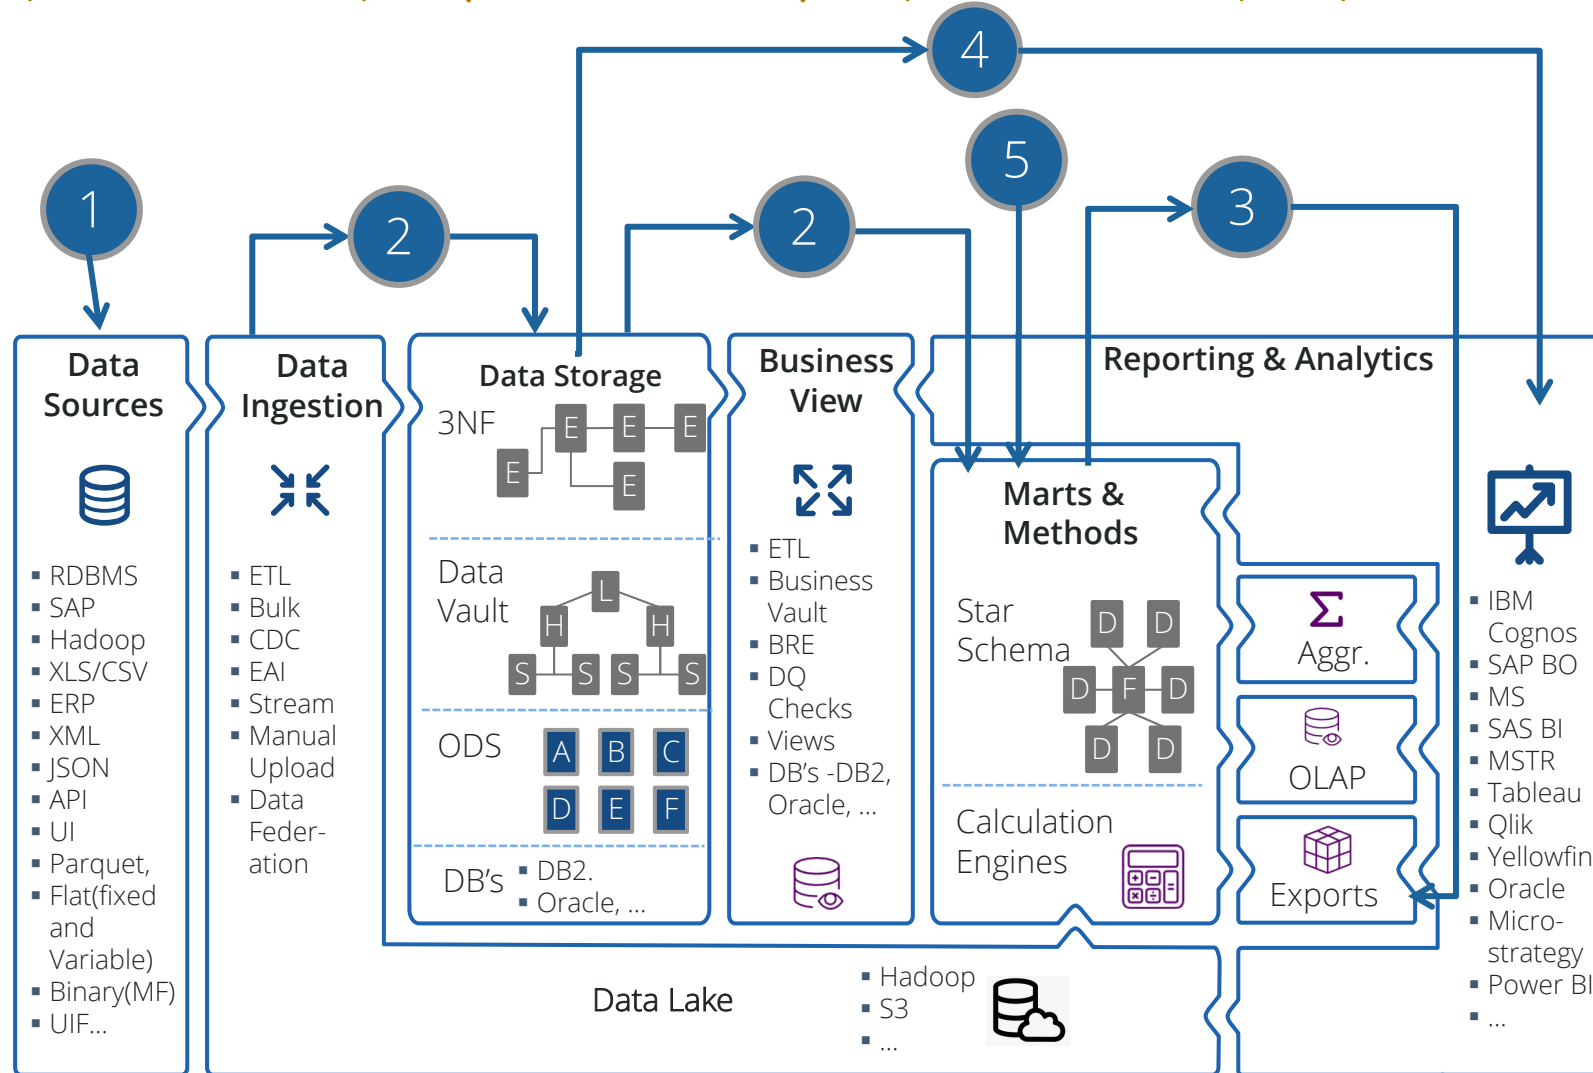 4
5
1
2
2
3
Data
Sources
RDBMS
SAP
Hadoop
XLS/CSV
ERP
XML
JSON
API
UI
Parquet,
Flat(fixed
and
Variable)
Binary(MF)
UIF...
Data
Ingestion
ETL
Bulk
CDC
EAI
Stream
Manual
Upload
Data
Feder-
ation
Data Storage
3NF
E E E
E
E
Data
Vault
L
H H
S S S S
ODS
A B C
D E F
DB's
DB2.
Oracle, ...
Business
View
ETL
Business
Vault
BRE
DQ
Checks
Views
DB's -DB2,
Oracle, ...
Reporting & Analytics
Marts &
Methods
Star
Schema
D D
D F D
D D
Calculation
Engines
Σ
Aggr.
OLAP
Exports
IBM
Cognos
SAP BO
MS
SAS BI
MSTR
Tableau
Qlik
Yellowfin
Oracle
Micro-
strategy
Power BI
...
Data Lake
Hadoop
S3
...